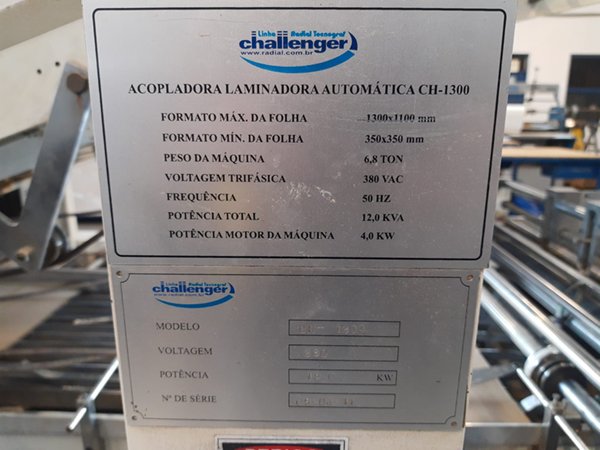 Linha Radial Tecnograf
challenger
www.radial.com.br
ACOPLADORA LAMINADORA AUTOMÁTICA CH-1300
FORMATO MÁX. DA FOLHA 1300x1100 mm
FORMATO MÍN. DA FOLHA 350x350 mm
PESO DA MÁQUINA 6,8 TON
VOLTAGEM TRIFÁSICA 380 VAC
FREQUÊNCIA 50 HZ
POTÊNCIA TOTAL 12,0 KVA
POTÊNCIA MOTOR DA MÁQUINA 4,0 KW
Linha Radial Tecnograf
challenger
MODELO
VOLTAGEM
POTÊNCIA KW
Nº DE SÉRIE